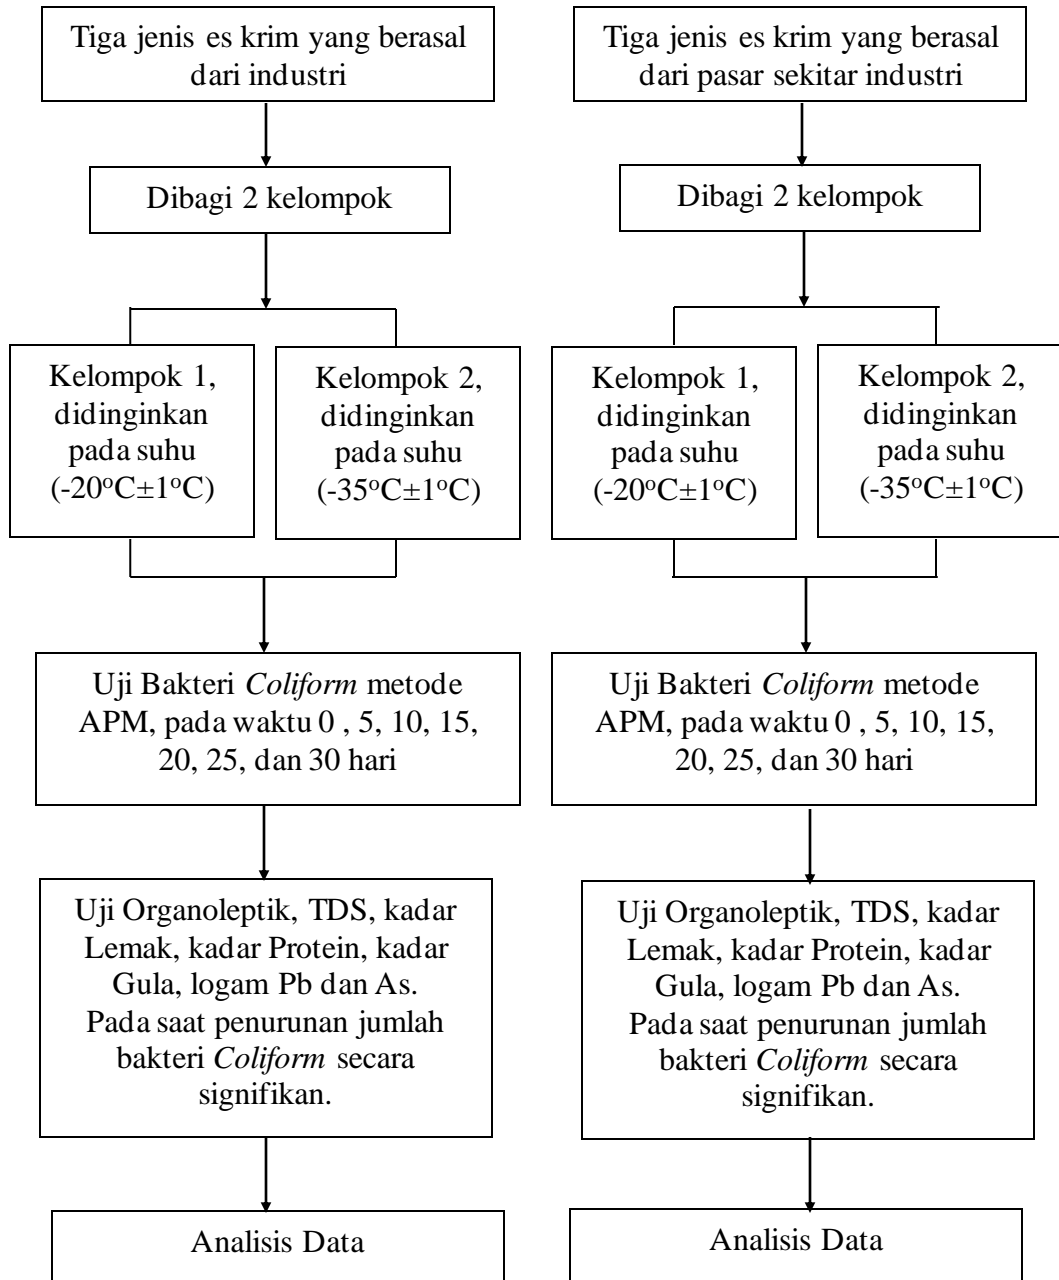 Tiga jenis es krim yang berasal
dari industri
Dibagi 2 kelompok
Kelompok 1,
didinginkan
pada suhu
(-20°C±1°C)
Kelompok 2,
didinginkan
pada suhu
(-35°C±1°C)
Uji Bakteri Coliform metode
APM, pada waktu 0 , 5, 10, 15,
20, 25, dan 30 hari
Uji Organoleptik, TDS, kadar
Lemak, kadar Protein, kadar
Gula, logam Pb dan As.
Pada saat penurunan jumlah
bakteri Coliform secara
signifikan.
Analisis Data
Tiga jenis es krim yang berasal
dari pasar sekitar industri
Dibagi 2 kelompok
Kelompok 1,
didinginkan
pada suhu
(-20°C±1°C)
Kelompok 2,
didinginkan
pada suhu
(-35°C±1°C)
Uji Bakteri Coliform metode
APM, pada waktu 0 , 5, 10, 15,
20, 25, dan 30 hari
Uji Organoleptik, TDS, kadar
Lemak, kadar Protein, kadar
Gula, logam Pb dan As.
Pada saat penurunan jumlah
bakteri Coliform secara
signifikan.
Analisis Data